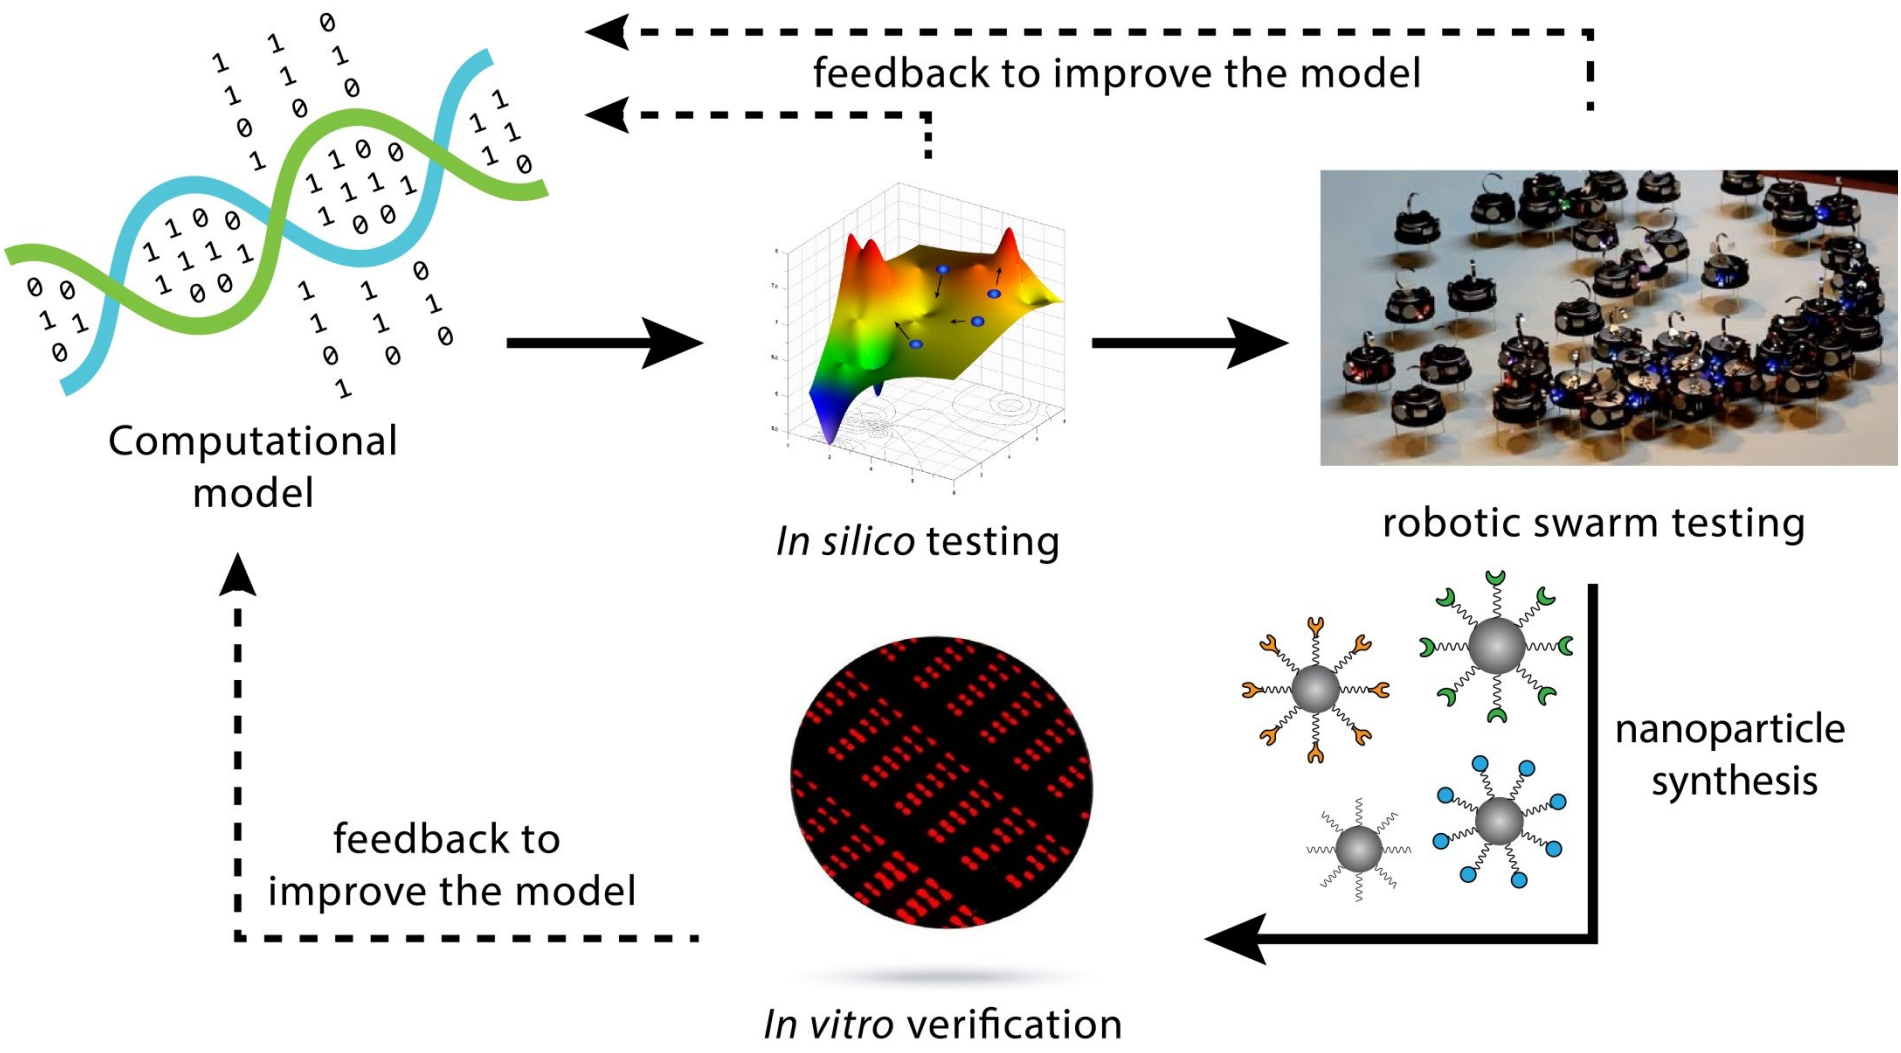 feedback to improve the model
Computational
model
In silico testing
robotic swarm testing
nanoparticle
synthesis
feedback to
improve the model
In vitro verification